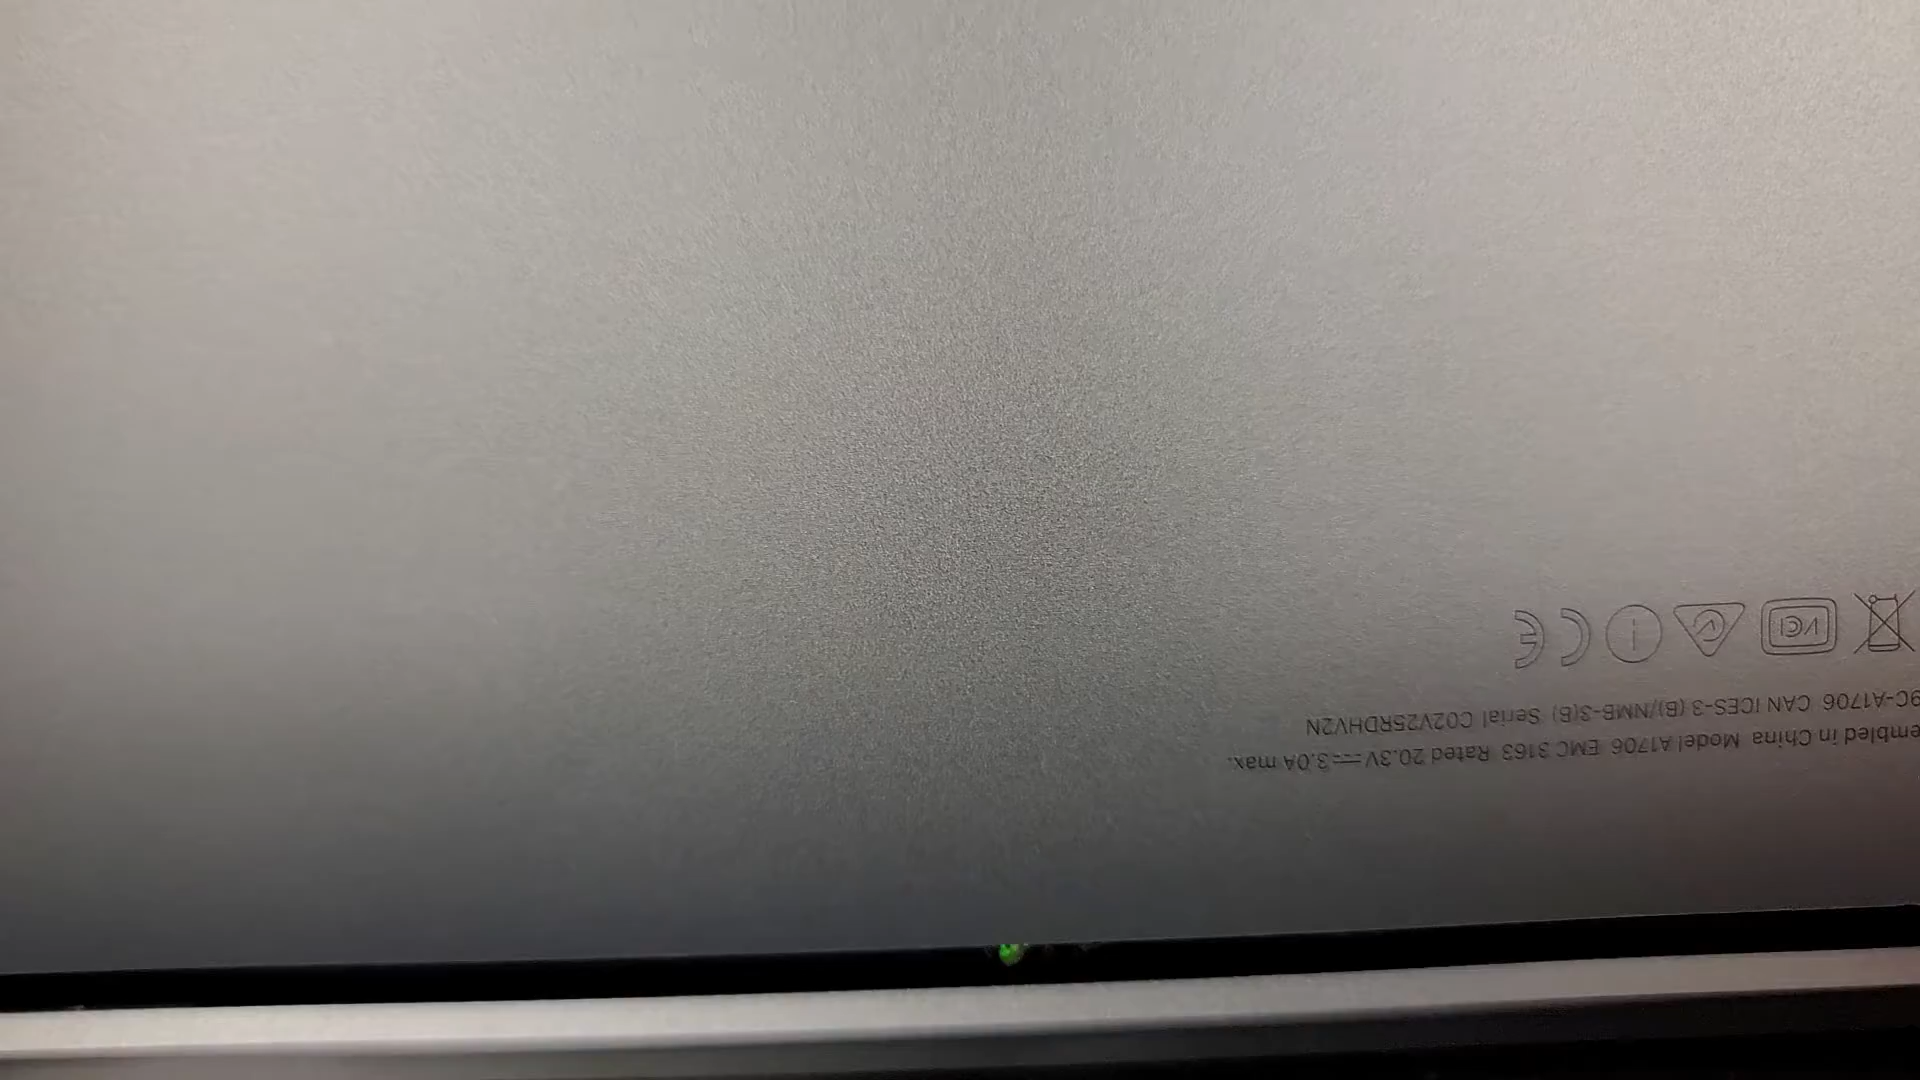 embled in China Model A1706 EMC 3163 Rated 20.3V⎓3.0A max.
9C-A1706 CAN ICES-3 (B)/NMB-3(B) Serial C02V25RDHV2N
VCI